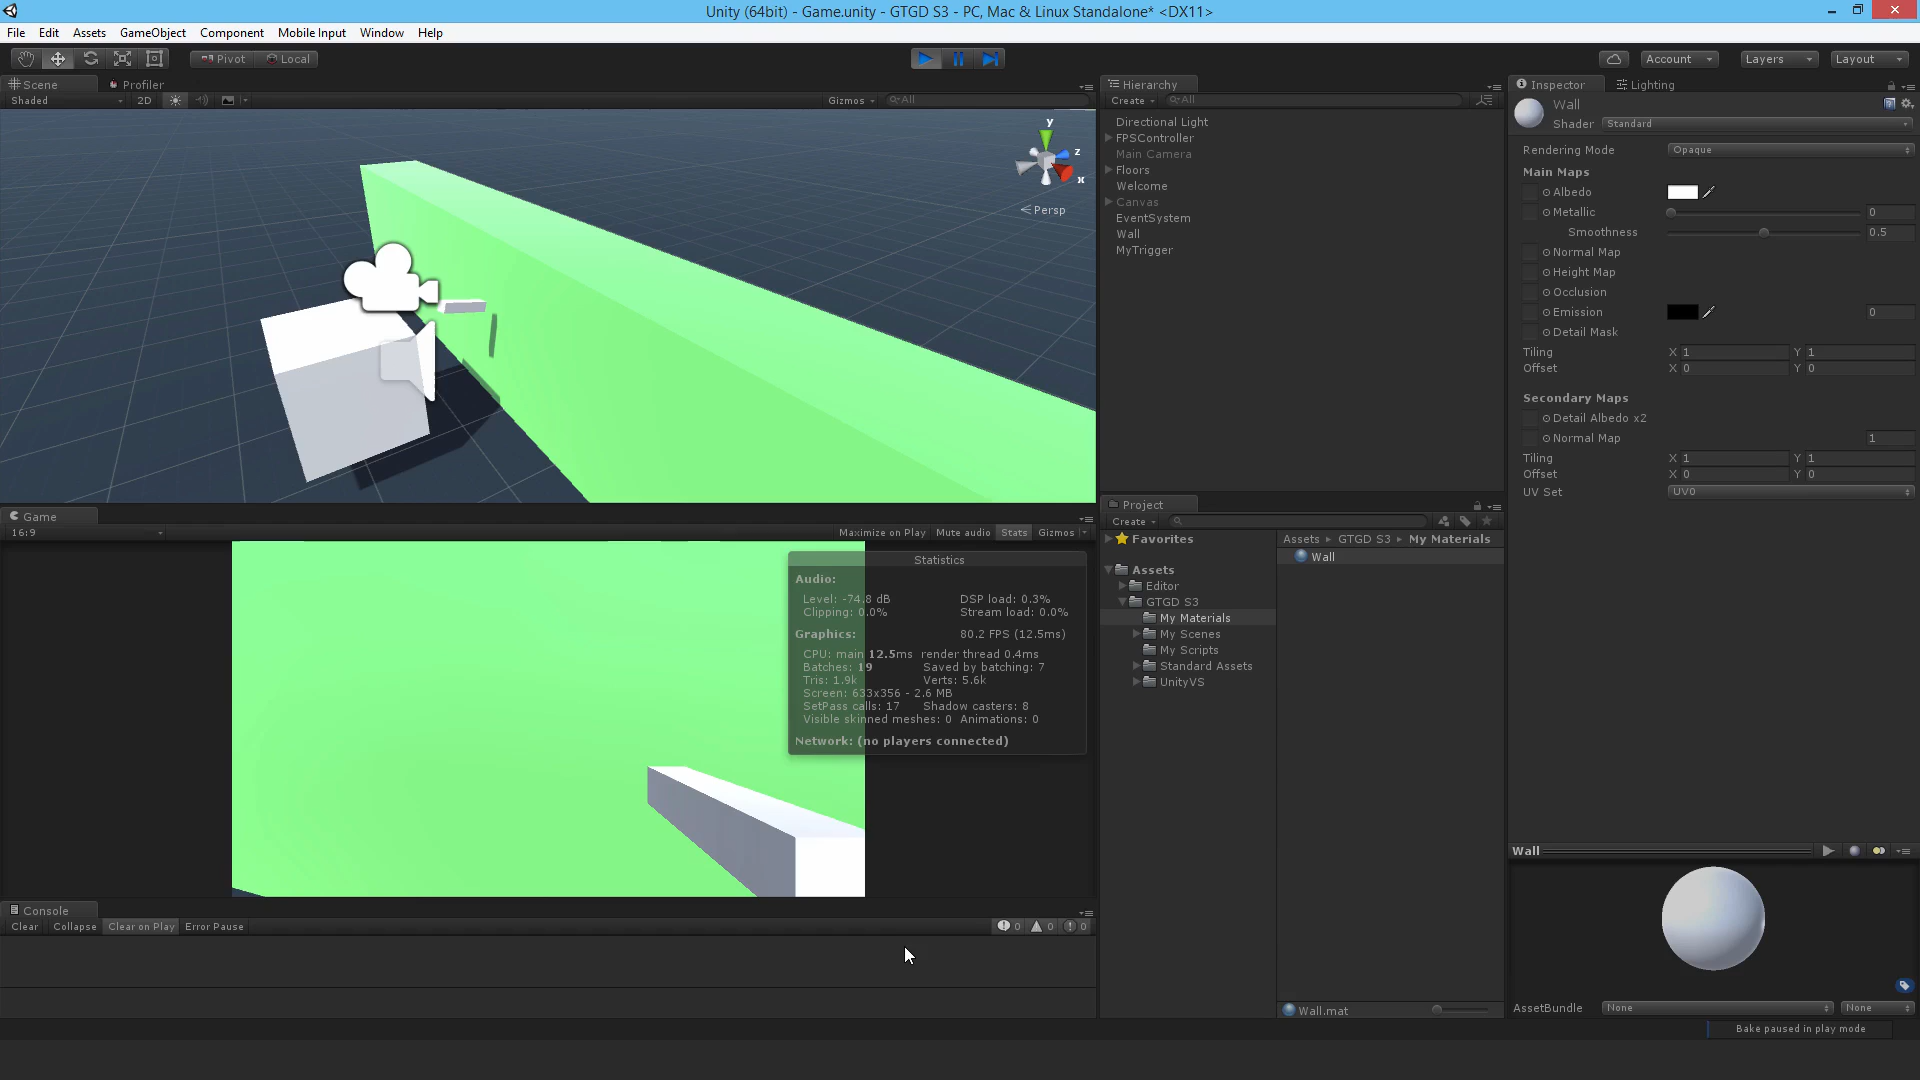 Unity (64bit) - Game.unity - GTGD S3 - PC, Mac & Linux Standalone* <DX11>
File Edit Assets GameObject Component Mobile Input Window Help
Pivot Local Account Layers Layout
Scene Profiler
Shaded 2D Gizmos All
y
z
x
Persp
Game
16:9 Maximize on Play Mute audio Stats Gizmos
Statistics
Audio:
Level: -74.8 dB DSP load: 0.3%
Clipping: 0.0% Stream load: 0.0%
Graphics: 80.2 FPS (12.5ms)
CPU: main 12.5ms render thread 0.4ms
Batches: 19 Saved by batching: 7
Tris: 1.9k Verts: 5.6k
Screen: 633x356 - 2.6 MB
SetPass calls: 17 Shadow casters: 8
Visible skinned meshes: 0 Animations: 0
Network: (no players connected)
Console
Clear Collapse Clear on Play Error Pause 0 0 0
Hierarchy
Create All
Directional Light
FPSController
Main Camera
Floors
Welcome
Canvas
EventSystem
Wall
MyTrigger
Project
Create
Favorites
Assets
Editor
GTGD S3
My Materials
My Scenes
My Scripts
Standard Assets
UnityVS
Assets GTGD S3 My Materials
Wall
Wall.mat
Inspector Lighting
Wall
Shader Standard
Rendering Mode Opaque
Main Maps
Albedo
Metallic 0
Smoothness 0.5
Normal Map
Height Map
Occlusion
Emission 0
Detail Mask
Tiling X 1 Y 1
Offset X 0 Y 0
Secondary Maps
Detail Albedo x2
Normal Map 1
Tiling X 1 Y 1
Offset X 0 Y 0
UV Set UV0
Wall
AssetBundle None None
Bake paused in play mode